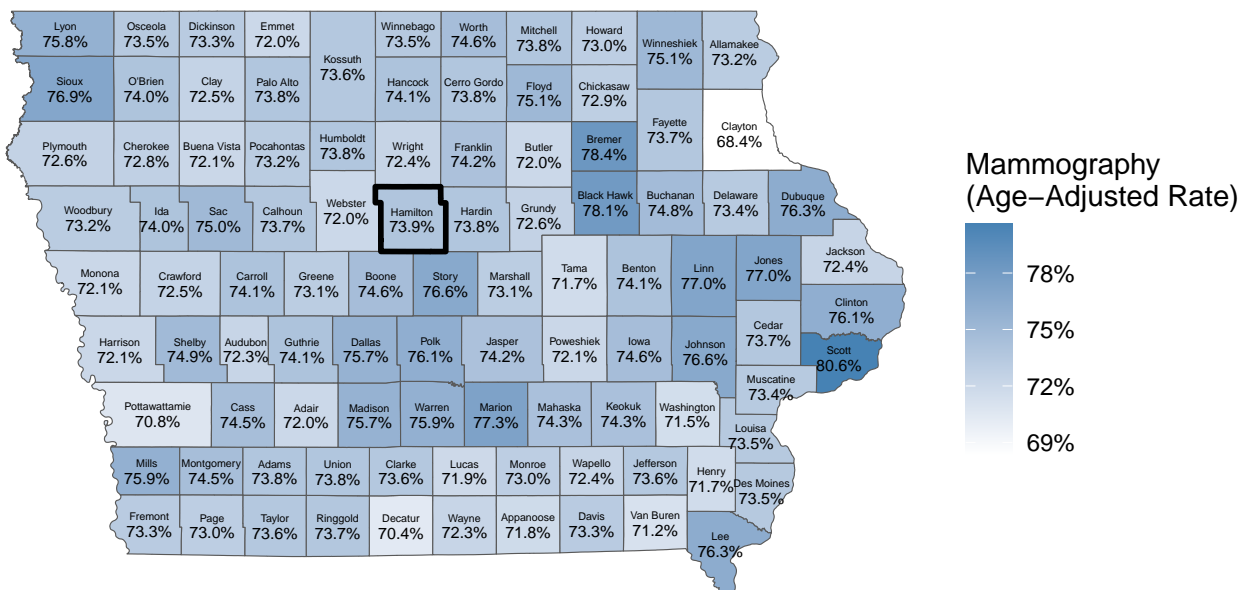 Lyon
75.8%
Osceola
73.5%
Dickinson
73.3%
Emmet
72.0%
Kossuth
73.6%
Winnebago
73.5%
Worth
74.6%
Mitchell
73.8%
Howard
73.0%
Winneshiek
75.1%
Allamakee
73.2%
Sioux
76.9%
O'Brien
74.0%
Clay
72.5%
Palo Alto
73.8%
Hancock
74.1%
Cerro Gordo
73.8%
Floyd
75.1%
Chickasaw
72.9%
Fayette
73.7%
Clayton
68.4%
Plymouth
72.6%
Cherokee
72.8%
Buena Vista
72.1%
Pocahontas
73.2%
Humboldt
73.8%
Wright
72.4%
Franklin
74.2%
Butler
72.0%
Bremer
78.4%
Woodbury
73.2%
Ida
74.0%
Sac
75.0%
Calhoun
73.7%
Webster
72.0%
Hamilton
73.9%
Hardin
73.8%
Grundy
72.6%
Black Hawk
78.1%
Buchanan
74.8%
Delaware
73.4%
Dubuque
76.3%
Monona
72.1%
Crawford
72.5%
Carroll
74.1%
Greene
73.1%
Boone
74.6%
Story
76.6%
Marshall
73.1%
Tama
71.7%
Benton
74.1%
Linn
77.0%
Jones
77.0%
Jackson
72.4%
Clinton
76.1%
Harrison
72.1%
Shelby
74.9%
Audubon
72.3%
Guthrie
74.1%
Dallas
75.7%
Polk
76.1%
Jasper
74.2%
Poweshiek
72.1%
Iowa
74.6%
Johnson
76.6%
Cedar
73.7%
Scott
80.6%
Muscatine
73.4%
Pottawattamie
70.8%
Cass
74.5%
Adair
72.0%
Madison
75.7%
Warren
75.9%
Marion
77.3%
Mahaska
74.3%
Keokuk
74.3%
Washington
71.5%
Louisa
73.5%
Mills
75.9%
Montgomery
74.5%
Adams
73.8%
Union
73.8%
Clarke
73.6%
Lucas
71.9%
Monroe
73.0%
Wapello
72.4%
Jefferson
73.6%
Henry
71.7%
Des Moines
73.5%
Fremont
73.3%
Page
73.0%
Taylor
73.6%
Ringgold
73.7%
Decatur
70.4%
Wayne
72.3%
Appanoose
71.8%
Davis
73.3%
Van Buren
71.2%
Lee
76.3%
Mammography
(Age−Adjusted Rate)
78%
75%
72%
69%